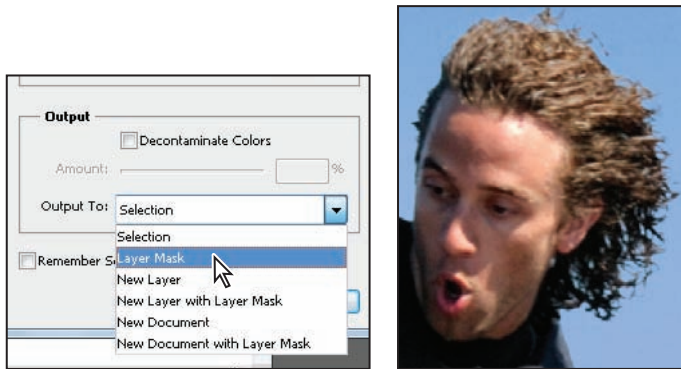 Output
Decontaminate Colors
Amount: %
Output To: Selection
Selection
Layer Mask
Remember
New Layer
New Layer with Layer Mask
New Document
New Document with Layer Mask